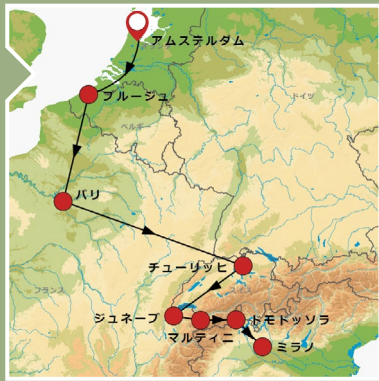 アムステルダム
ブルージュ
ドイツ
ベルギー
パリ
チューリッヒ
フランス
ジュネーブ
ドモドッソラ
マルティニ
ミラノ